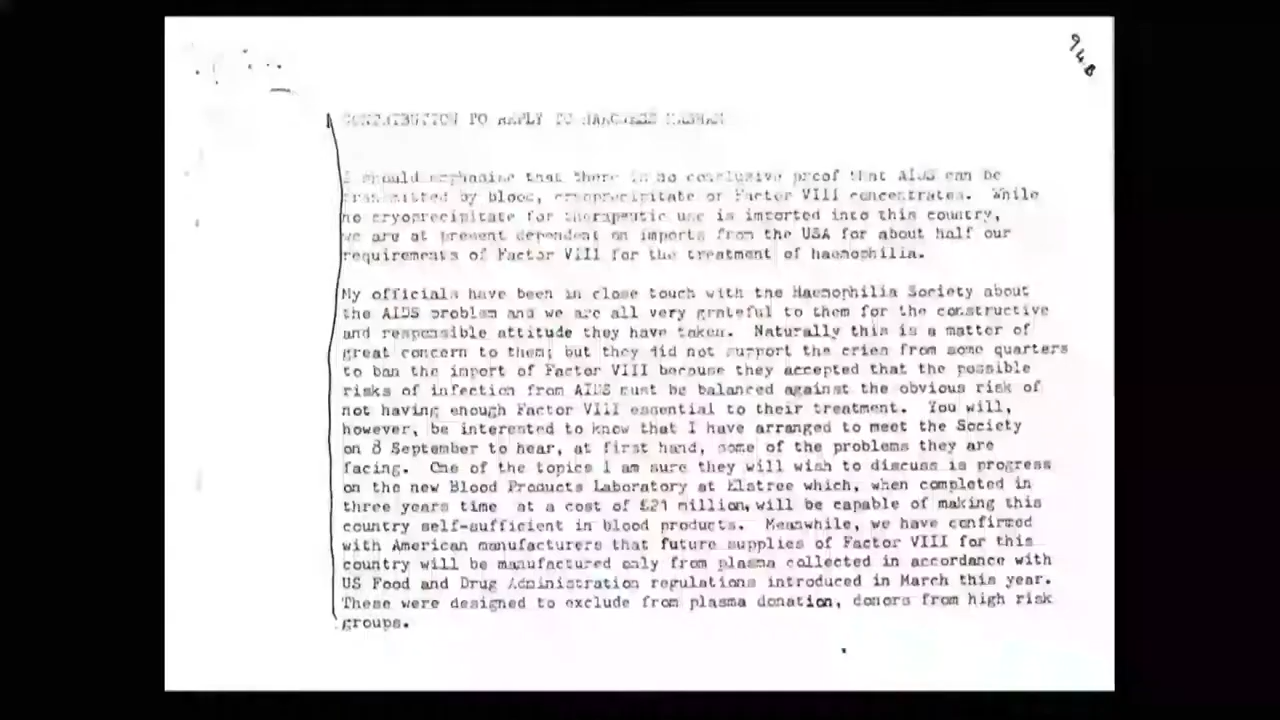 94B
CONTRIBUTION TO REPLY TO
I should emphasise that there is no conclusive proof that AIDS can be
transmitted by blood, cryoprecipitate or Factor VIII concentrates. While
no cryoprecipitate for therapeutic use is imported into this country,
we are at present dependent on imports from the USA for about half our
requirements of Factor VIII for the treatment of haemophilia.
My officials have been in close touch with the Haemophilia Society about
the AIDS problem and we are all very grateful to them for the constructive
and responsible attitude they have taken. Naturally this is a matter of
great concern to them; but they did not support the cries from some quarters
to ban the import of Factor VIII because they accepted that the possible
risks of infection from AIDS must be balanced against the obvious risk of
not having enough Factor VIII essential to their treatment. You will,
however, be interested to know that I have arranged to meet the Society
on 8 September to hear, at first hand, some of the problems they are
facing. One of the topics I am sure they will wish to discuss is progress
on the new Blood Products Laboratory at Elstree which, when completed in
three years time at a cost of £21 million, will be capable of making this
country self-sufficient in blood products. Meanwhile, we have confirmed
with American manufacturers that future supplies of Factor VIII for this
country will be manufactured only from plasma collected in accordance with
US Food and Drug Administration regulations introduced in March this year.
These were designed to exclude from plasma donation, donors from high risk
groups.